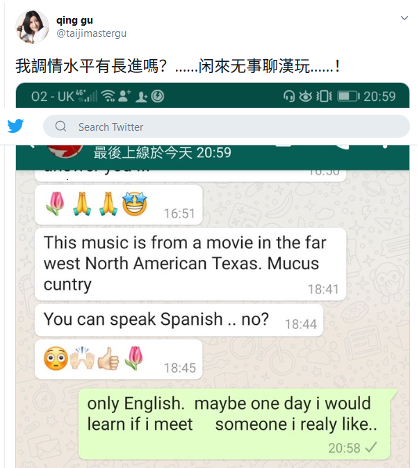 qing gu
@taijimastergu
我調情水平有長進嗎？……闲來无事聊漢玩……！
O2 - UK 20:59
Search Twitter
最後上線於今天 20:59
16:50
16:51
This music is from a movie in the far
west North American Texas. Mucus
cuntry
18:41
You can speak Spanish .. no? 18:44
18:45
only English. maybe one day i would
learn if i meet someone i realy like..
20:58